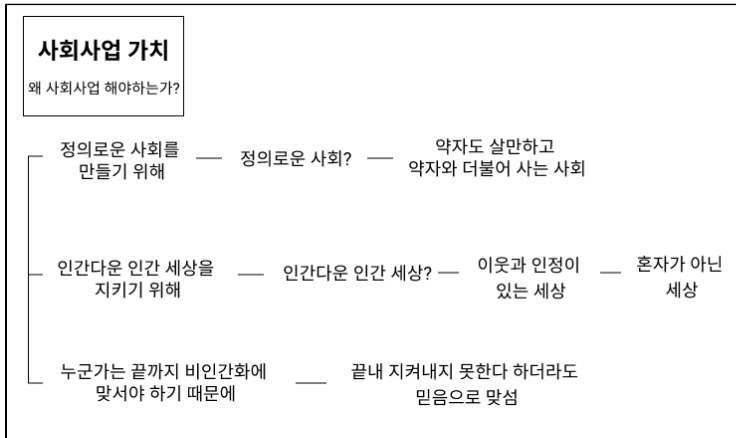 사회사업 가치
왜 사회사업 해야하는가?
정의로운 사회를
만들기 위해
정의로운 사회?
약자도 살만하고
약자와 더불어 사는 사회
인간다운 인간 세상을
지키기 위해
인간다운 인간 세상?
이웃과 인정이
있는 세상
혼자가 아닌
세상
누군가는 끝까지 비인간화에
맞서야 하기 때문에
끝내 지켜내지 못한다 하더라도
믿음으로 맞섬